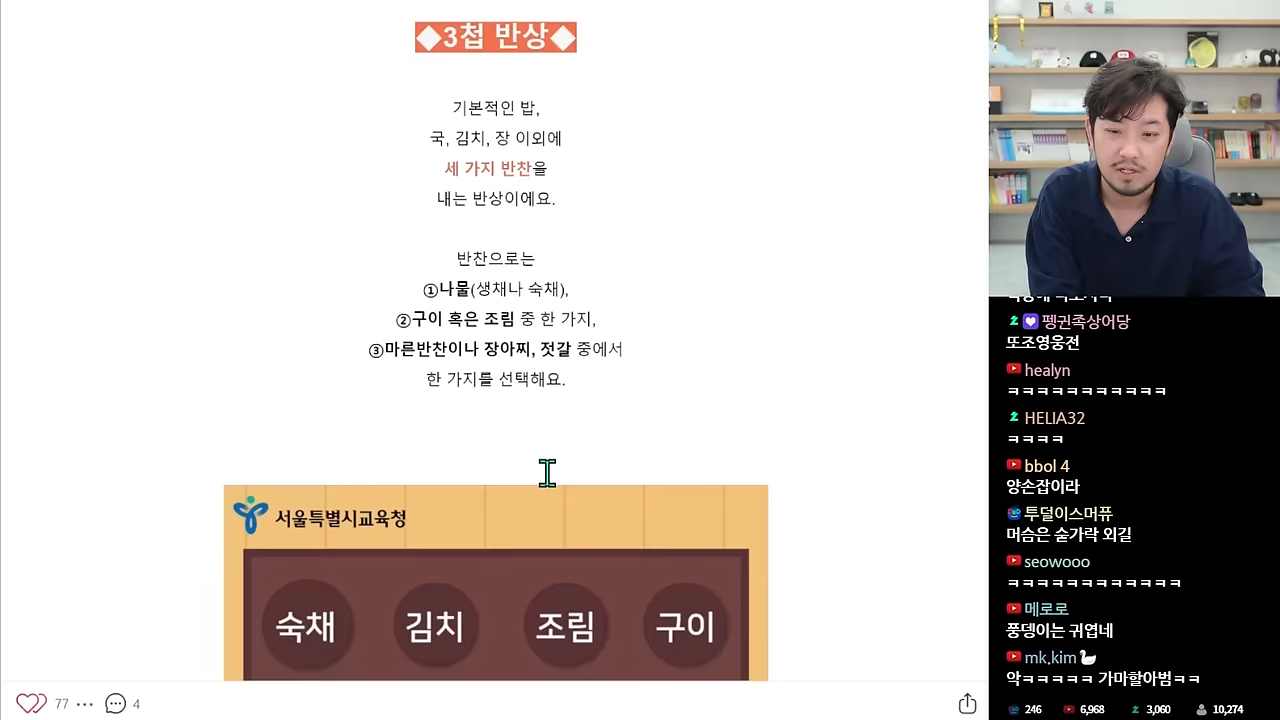 ◆3첩 반상◆
기본적인 밥,
국, 김치, 장 이외에
세 가지 반찬을
내는 반상이에요.
반찬으로는
①나물(생채나 숙채),
②구이 혹은 조림 중 한 가지,
③마른반찬이나 장아찌, 젓갈 중에서
한 가지를 선택해요.
서울특별시교육청
숙채 김치 조림 구이
77 ... 4
펭귄족상어당
또조영웅전
healyn
ㅋㅋㅋㅋㅋㅋㅋㅋㅋㅋㅋ
HELIA32
ㅋㅋㅋㅋ
bbol 4
양손잡이라
투덜이스머퓨
머슴은 숟가락 외길
seowooo
ㅋㅋㅋㅋㅋㅋㅋㅋㅋㅋㅋㅋ
메로로
풍뎅이는 귀엽네
mk.kim🦢
악ㅋㅋㅋㅋㅋ 가마할아범ㅋㅋ
246 6,968 3,060 10,274